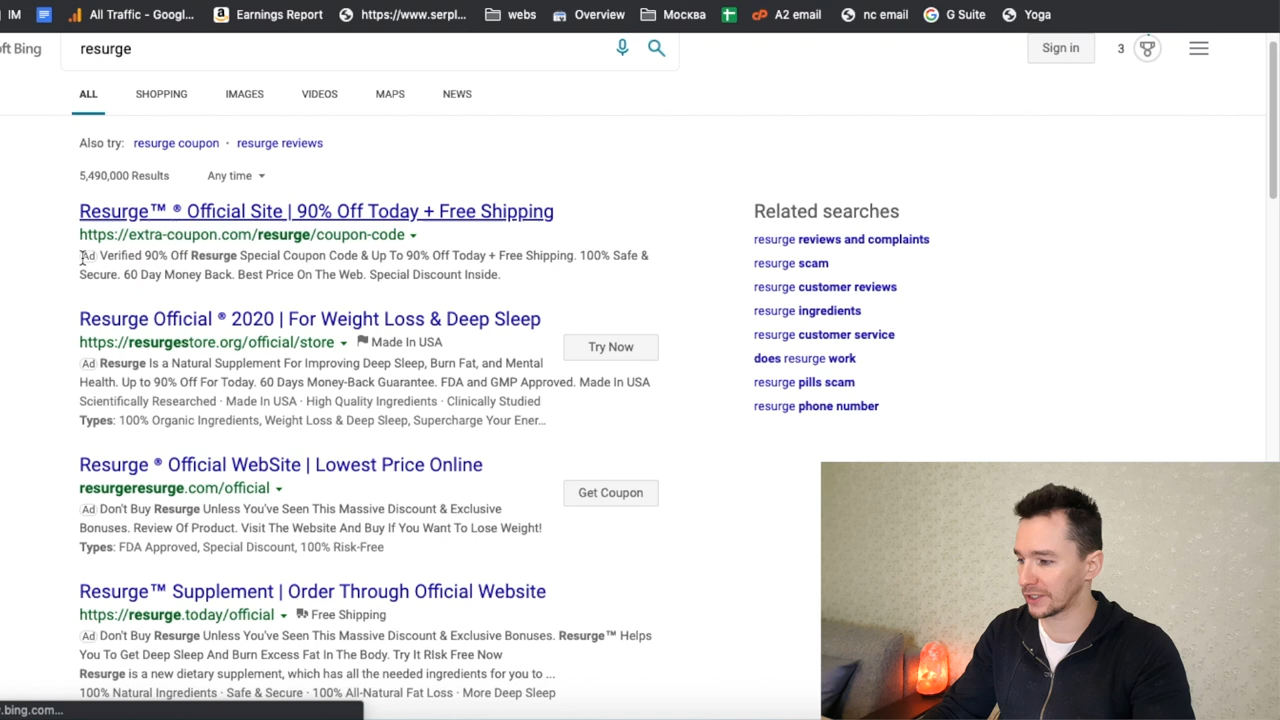 IM
All Traffic - Googl...
Earnings Report
https://www.serpl...
webs
Overview
Москва
A2 email
nc email
G Suite
Yoga
oft Bing
resurge
Sign in
3
ALL
SHOPPING
IMAGES
VIDEOS
MAPS
NEWS
Also try: resurge coupon · resurge reviews
5,490,000 Results
Any time
Resurge™ ® Official Site | 90% Off Today + Free Shipping
https://extra-coupon.com/resurge/coupon-code
Ad Verified 90% Off Resurge Special Coupon Code & Up To 90% Off Today + Free Shipping. 100% Safe &
Secure. 60 Day Money Back. Best Price On The Web. Special Discount Inside.
Resurge Official ® 2020 | For Weight Loss & Deep Sleep
https://resurgestore.org/official/store
Made In USA
Ad Resurge Is a Natural Supplement For Improving Deep Sleep, Burn Fat, and Mental
Health. Up to 90% Off For Today. 60 Days Money-Back Guarantee. FDA and GMP Approved. Made In USA
Scientifically Researched · Made In USA · High Quality Ingredients · Clinically Studied
Types: 100% Organic Ingredients, Weight Loss & Deep Sleep, Supercharge Your Ener...
Try Now
Resurge ® Official WebSite | Lowest Price Online
resurgeresurge.com/official
Ad Don't Buy Resurge Unless You've Seen This Massive Discount & Exclusive
Bonuses. Review Of Product. Visit The Website And Buy If You Want To Lose Weight!
Types: FDA Approved, Special Discount, 100% Risk-Free
Get Coupon
Resurge™ Supplement | Order Through Official Website
https://resurge.today/official
Free Shipping
Ad Don't Buy Resurge Unless You've Seen This Massive Discount & Exclusive Bonuses. Resurge™ Helps
You To Get Deep Sleep And Burn Excess Fat In The Body. Try It RIsk Free Now
Resurge is a new dietary supplement, which has all the needed ingredients for you to ...
100% Natural Ingredients · Safe & Secure · 100% All-Natural Fat Loss · More Deep Sleep
Related searches
resurge reviews and complaints
resurge scam
resurge customer reviews
resurge ingredients
resurge customer service
does resurge work
resurge pills scam
resurge phone number
.bing.com...